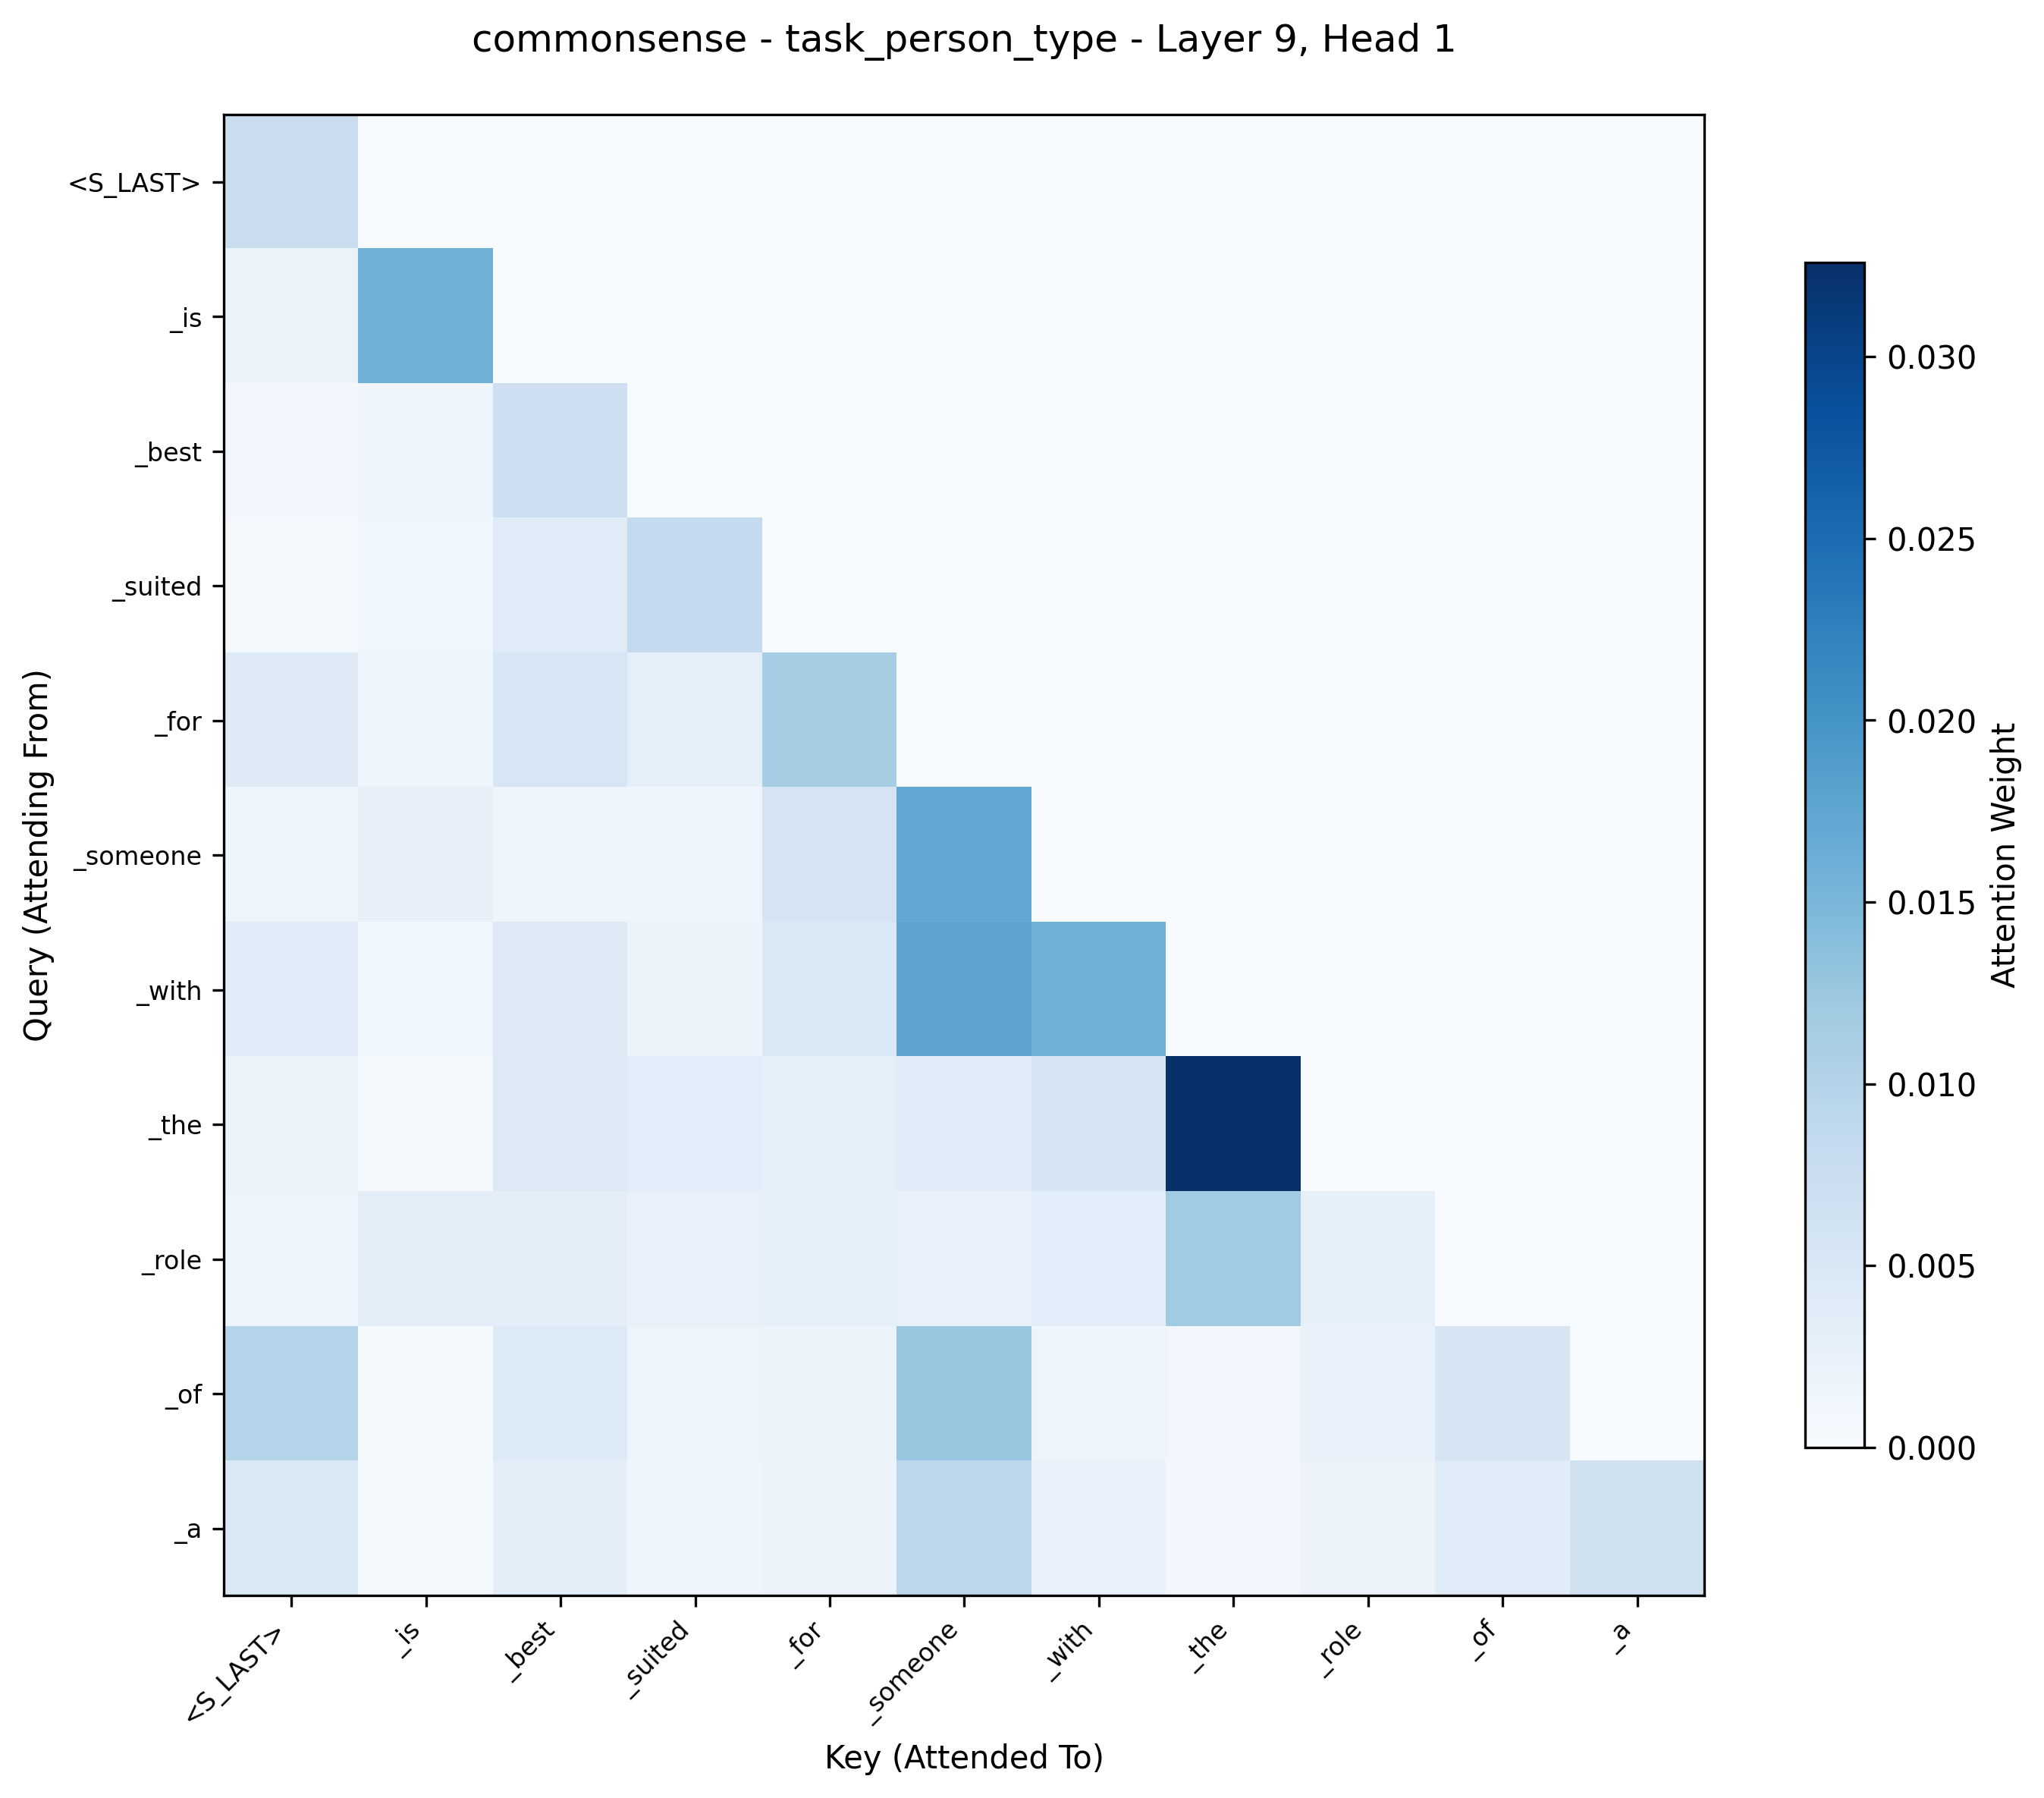 commonsense - task_person_type - Layer 9, Head 1
Query (Attending From)
<S_LAST>
_is
_best
_suited
_for
_someone
_with
_the
_role
_of
_a
<S_LAST>
_is
_best
_suited
_for
_someone
_with
_the
_role
_of
_a
Key (Attended To)
0.030
0.025
0.020
0.015
0.010
0.005
0.000
Attention Weight